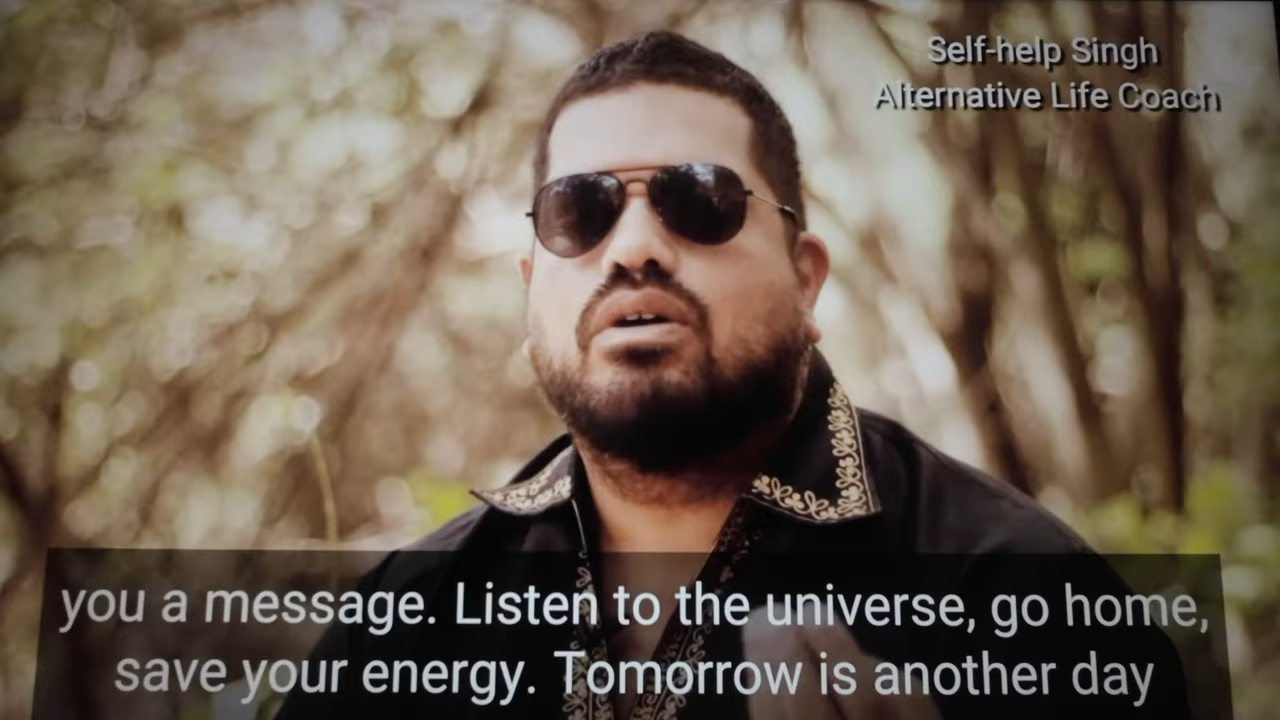 Self-help Singh
Alternative Life Coach
you a message. Listen to the universe, go home,
save your energy. Tomorrow is another day